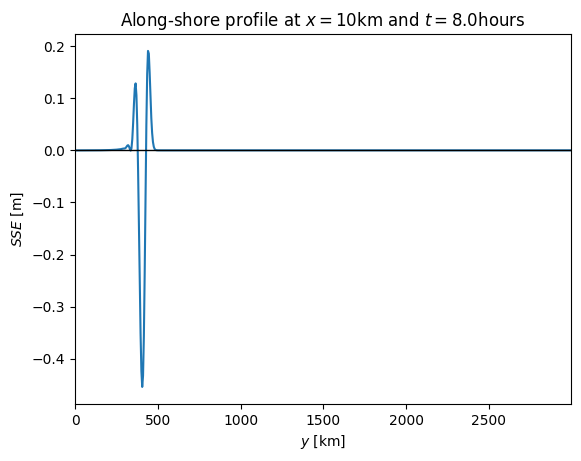 Along-shore profile at x = 10km and t = 8.0hours
0.2
0.1
0.0
−0.1
−0.2
−0.3
−0.4
SSE [m]
0 500 1000 1500 2000 2500
y [km]